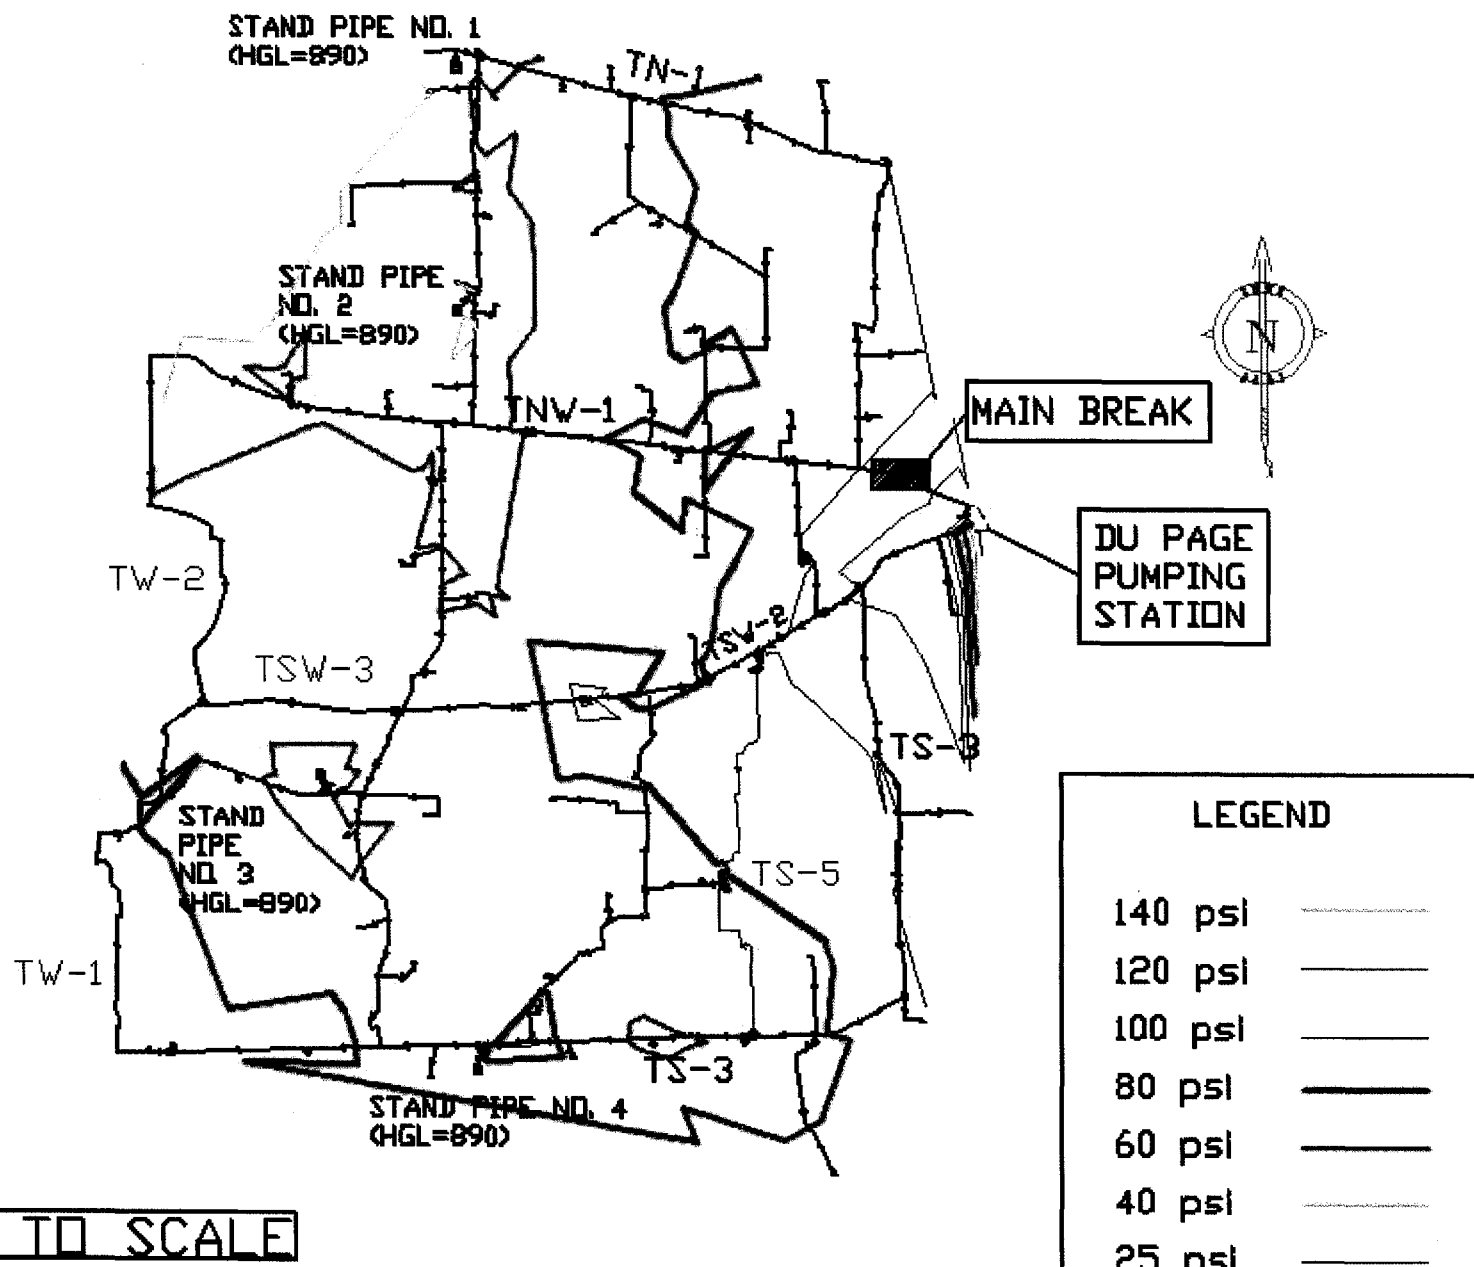 STAND PIPE NO. 1
(HGL=890)
TN-1
STAND PIPE
NO. 2
(HGL=890)
N
TNW-1
MAIN BREAK
DU PAGE
PUMPING
STATION
TW-2
TSW-2
TSW-3
TS-3
STAND
PIPE
NO. 3
(HGL=890)
TS-5
TW-1
TS-3
STAND PIPE NO. 4
(HGL=890)
LEGEND
140 psi
120 psi
100 psi
80 psi
60 psi
40 psi
25 psi
TO SCALE